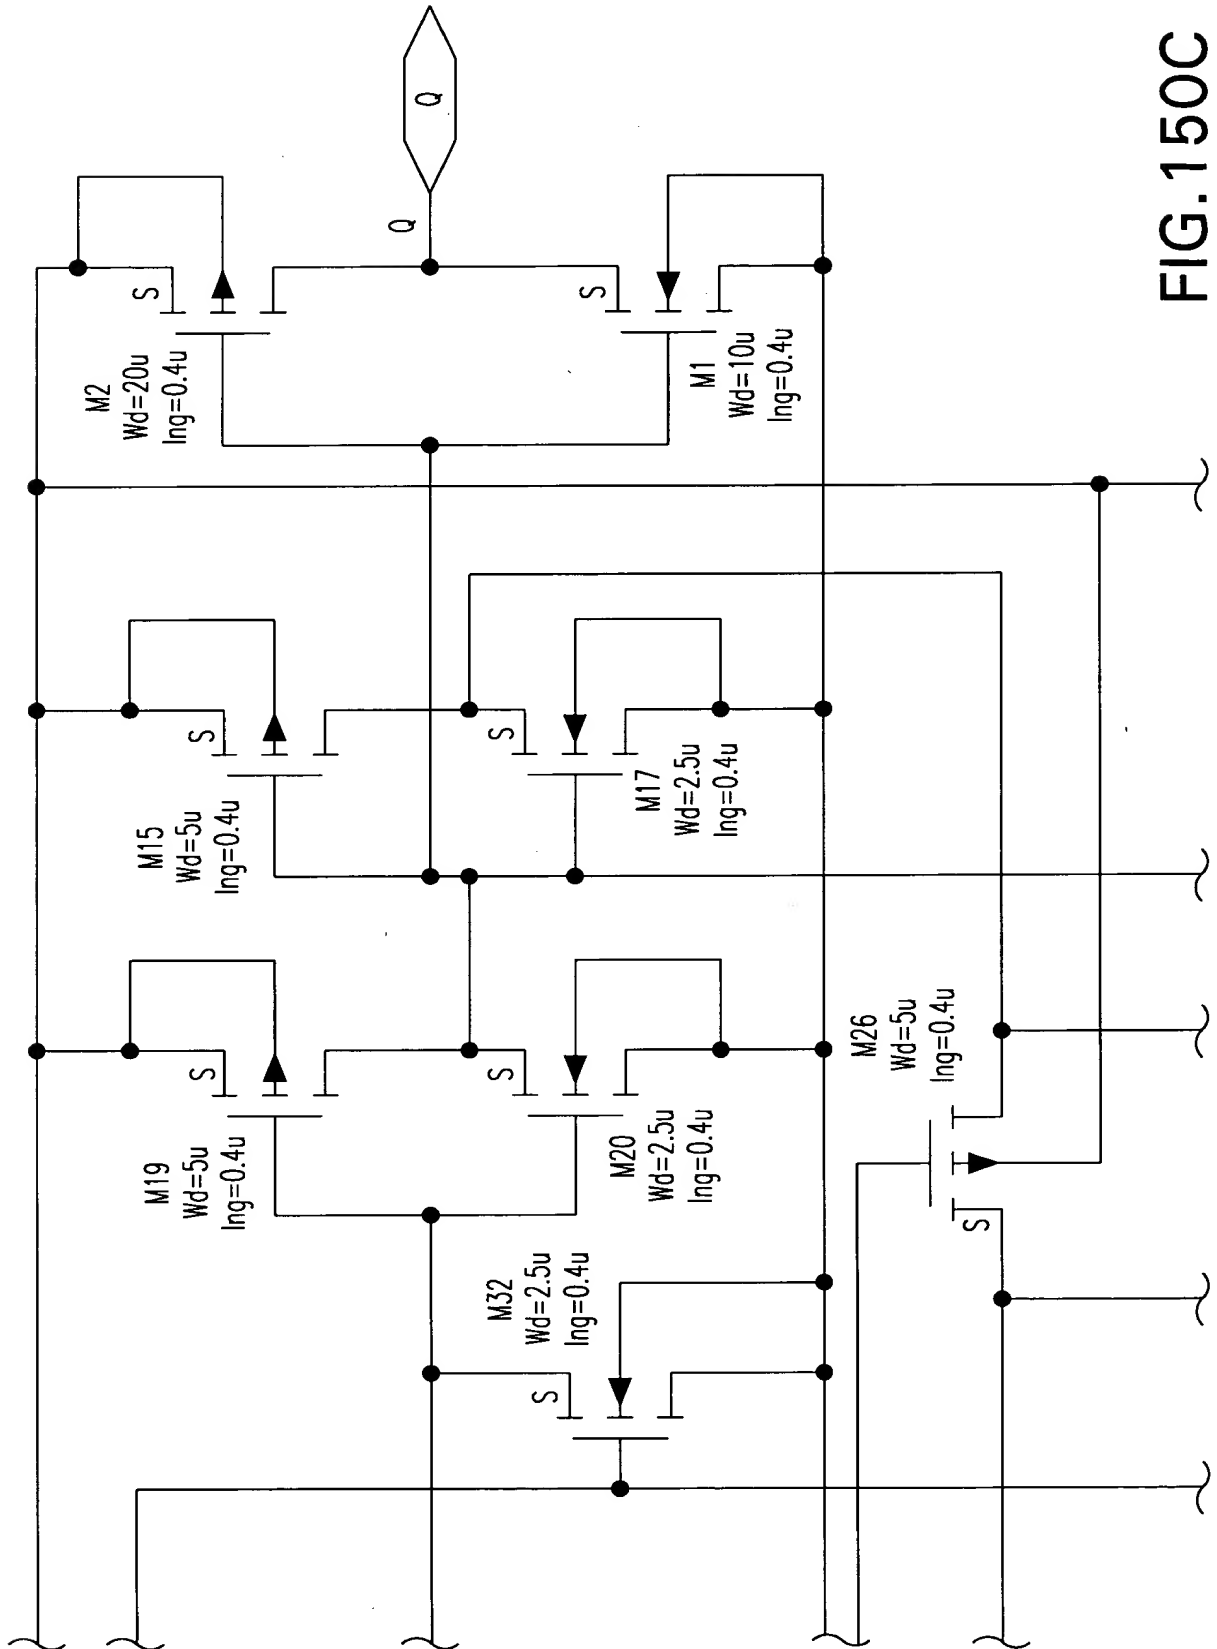 FIG.150C
Q
Q
S
M2
Wd=20u
lng=0.4u
S
M1
Wd=10u
lng=0.4u
S
M15
Wd=5u
lng=0.4u
S
M17
Wd=2.5u
lng=0.4u
S
M19
Wd=5u
lng=0.4u
S
M20
Wd=2.5u
lng=0.4u
M26
Wd=5u
lng=0.4u
S
M32
Wd=2.5u
lng=0.4u
S